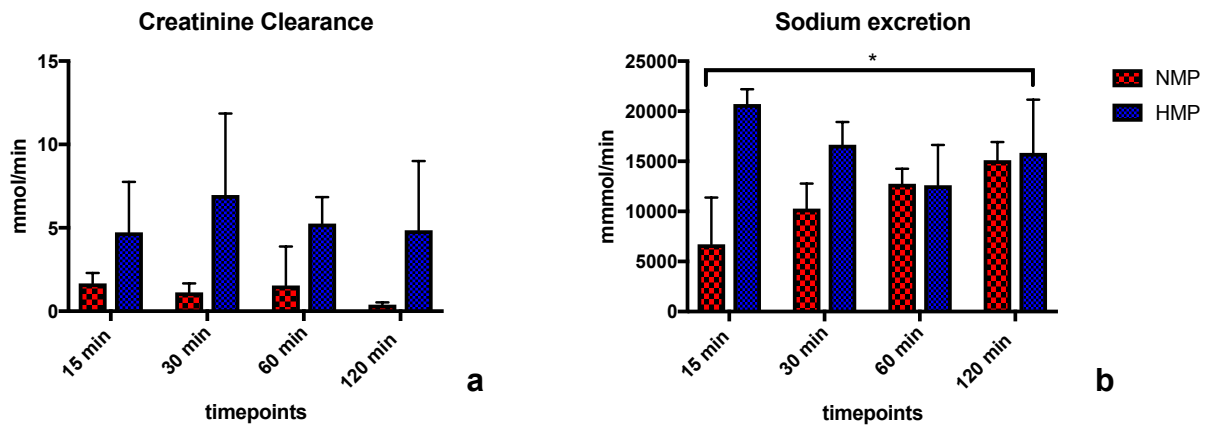 Creatinine Clearance
mmol/min
15
10
5
0
15 min
30 min
60 min
120 min
timepoints
a
Sodium excretion
mmmol/min
25000
20000
15000
10000
5000
0
*
15 min
30 min
60 min
120 min
timepoints
b
NMP
HMP